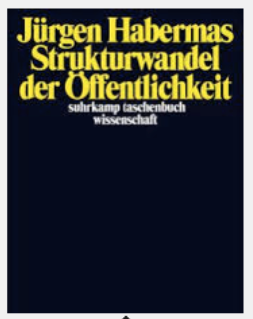 Jürgen Habermas
Strukturwandel
der Öffentlichkeit
suhrkamp taschenbuch
wissenschaft